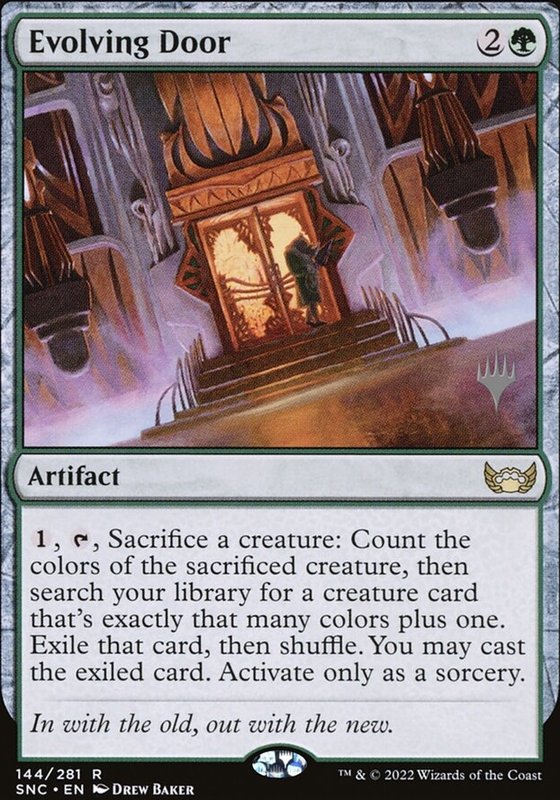 Evolving Door 2
Artifact
1, Sacrifice a creature: Count the
colors of the sacrificed creature, then
search your library for a creature card
that's exactly that many colors plus one.
Exile that card, then shuffle. You may cast
the exiled card. Activate only as a sorcery.
In with the old, out with the new.
144/281 R
SNC • EN Drew Baker
™ & © 2022 Wizards of the Coast